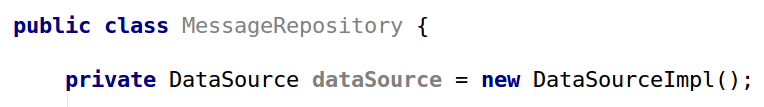 public class MessageRepository {
    private DataSource dataSource = new DataSourceImpl();